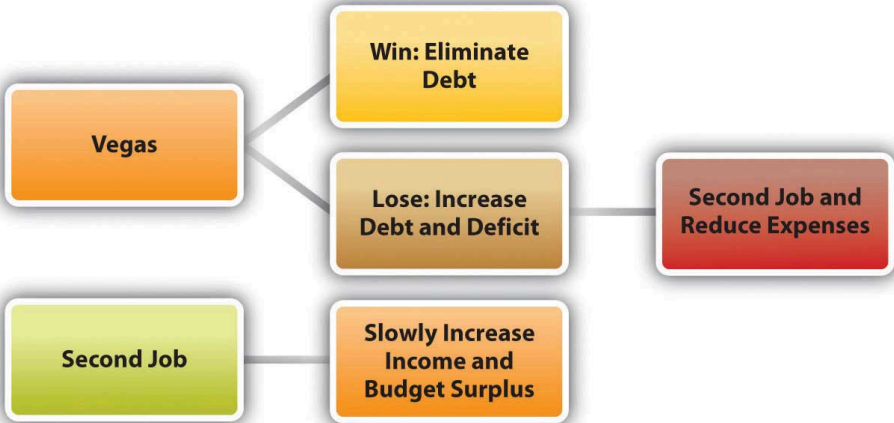 Win: Eliminate
Debt
Vegas
Lose: Increase
Debt and Deficit
Second Job and
Reduce Expenses
Second Job
Slowly Increase
Income and
Budget Surplus